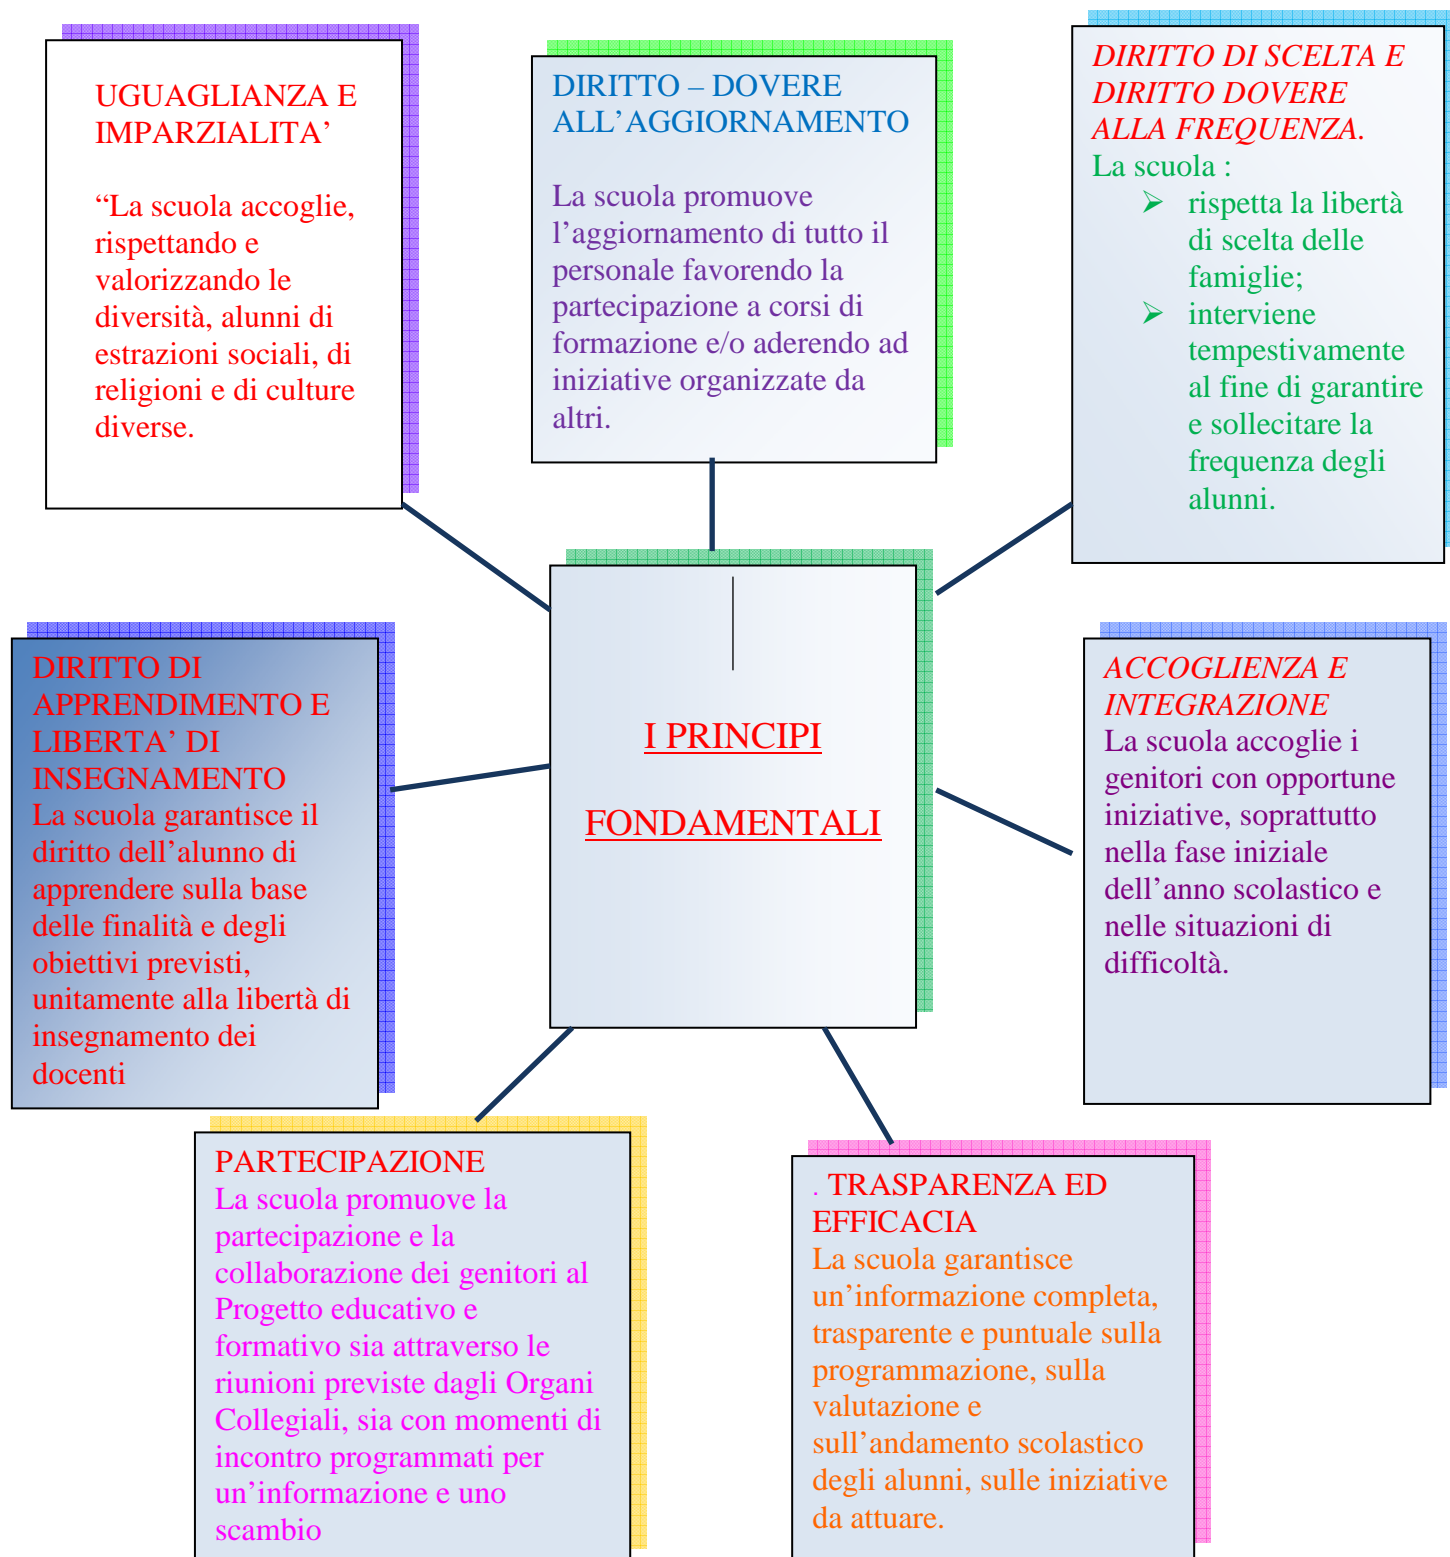 UGUAGLIANZA E
IMPARZIALITA’
“La scuola accoglie,
rispettando e
valorizzando le
diversità, alunni di
estrazioni sociali, di
religioni e di culture
diverse.
DIRITTO – DOVERE
ALL’AGGIORNAMENTO
La scuola promuove
l’aggiornamento di tutto il
personale favorendo la
partecipazione a corsi di
formazione e/o aderendo ad
iniziative organizzate da
altri.
DIRITTO DI SCELTA E
DIRITTO DOVERE
ALLA FREQUENZA.
La scuola :
➢ rispetta la libertà
di scelta delle
famiglie;
➢ interviene
tempestivamente
al fine di garantire
e sollecitare la
frequenza degli
alunni.
DIRITTO DI
APPRENDIMENTO E
LIBERTA’ DI
INSEGNAMENTO
La scuola garantisce il
diritto dell’alunno di
apprendere sulla base
delle finalità e degli
obiettivi previsti,
unitamente alla libertà di
insegnamento dei
docenti
I PRINCIPI
FONDAMENTALI
ACCOGLIENZA E
INTEGRAZIONE
La scuola accoglie i
genitori con opportune
iniziative, soprattutto
nella fase iniziale
dell’anno scolastico e
nelle situazioni di
difficoltà.
PARTECIPAZIONE
La scuola promuove la
partecipazione e la
collaborazione dei genitori al
Progetto educativo e
formativo sia attraverso le
riunioni previste dagli Organi
Collegiali, sia con momenti di
incontro programmati per
un’informazione e uno
scambio
. TRASPARENZA ED
EFFICACIA
La scuola garantisce
un’informazione completa,
trasparente e puntuale sulla
programmazione, sulla
valutazione e
sull’andamento scolastico
degli alunni, sulle iniziative
da attuare.